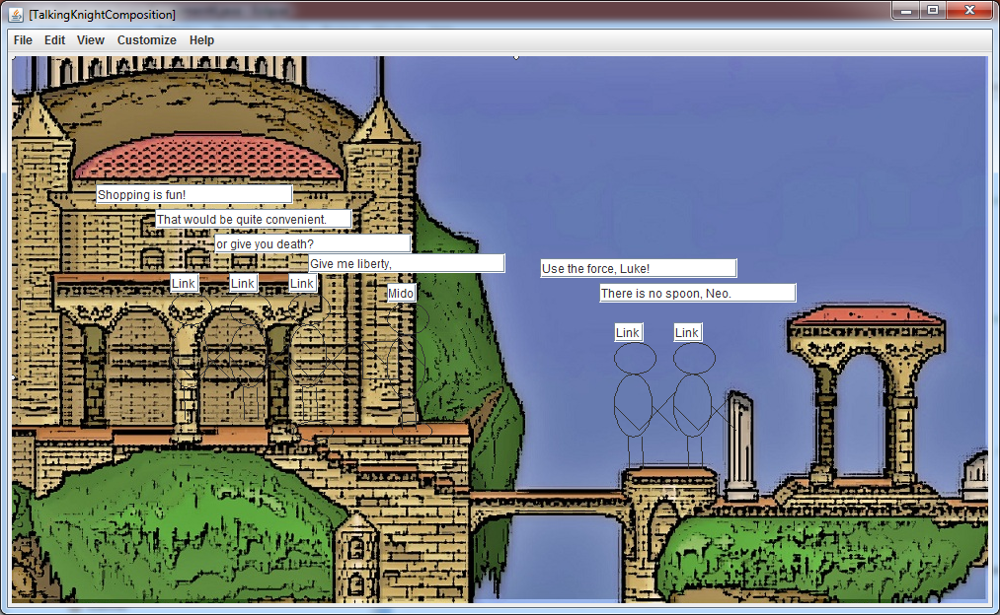 [TalkingKnightComposition]
File Edit View Customize Help
Shopping is fun!
That would be quite convenient.
or give you death?
Give me liberty,
Use the force, Luke!
There is no spoon, Neo.
Link Link Link Mido
Link Link